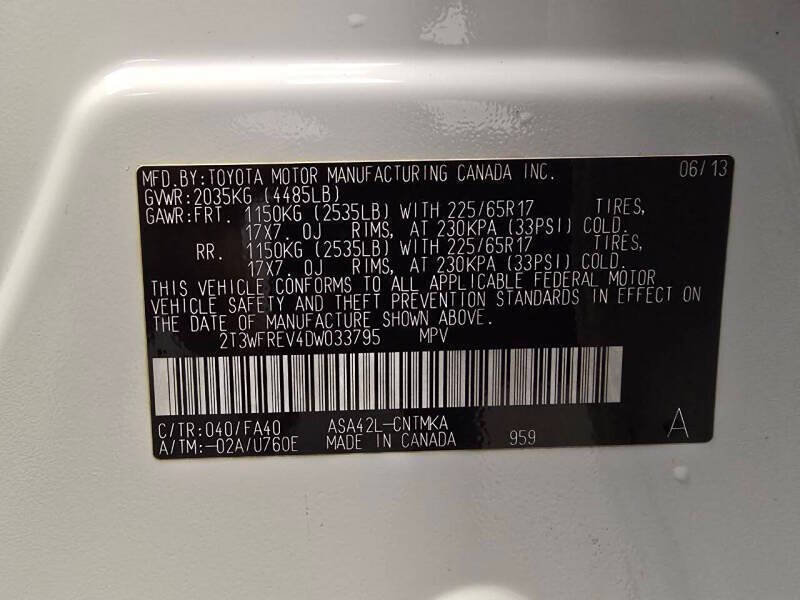 MFD.BY:TOYOTA MOTOR MANUFACTURING CANADA INC. 06/13
GVWR:2035KG (4485LB)
GAWR:FRT. 1150KG (2535LB) WITH 225/65R17 TIRES,
17X7. 0J RIMS, AT 230KPA (33PSI) COLD.
RR. 1150KG (2535LB) WITH 225/65R17 TIRES,
17X7. 0J RIMS, AT 230KPA (33PSI) COLD.
THIS VEHICLE CONFORMS TO ALL APPLICABLE FEDERAL MOTOR
VEHICLE SAFETY AND THEFT PREVENTION STANDARDS IN EFFECT ON
THE DATE OF MANUFACTURE SHOWN ABOVE.
2T3WFREV4DW033795 MPV
C/TR:040/FA40 ASA42L-CNTMKA
A/TM:-02A/U760E MADE IN CANADA 959 A